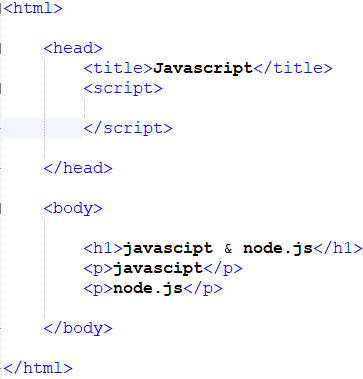 <html>
<head>
<title>Javascript</title>
<script>
</script>
</head>
<body>
<h1>javascipt & node.js</h1>
<p>javascipt</p>
<p>node.js</p>
</body>
</html>